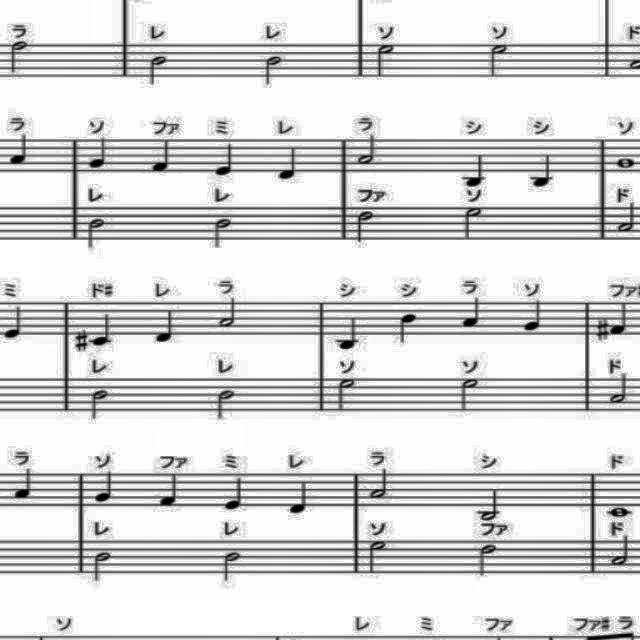 ラ レ レ ソ ソ ド
ラ ソ ファ ミ レ ラ シ シ ソ
レ レ ファ ソ ド
ミ ド# レ ラ シ シ ラ ソ ファ#
レ レ ソ ソ ド
ラ ソ ファ ミ レ ラ シ ド
レ レ ソ ファ ド
ソ レ ミ ファ ファ# ラ